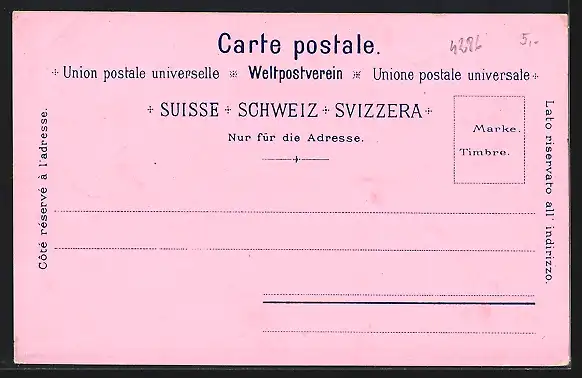 Carte postale.
4286 5,-
Union postale universelle Weltpostverein Unione postale universale
SUISSE SCHWEIZ SVIZZERA
Nur für die Adresse.
Marke.
Timbre.
Côté réservé à l'adresse.
Lato riservato all' indirizzo.